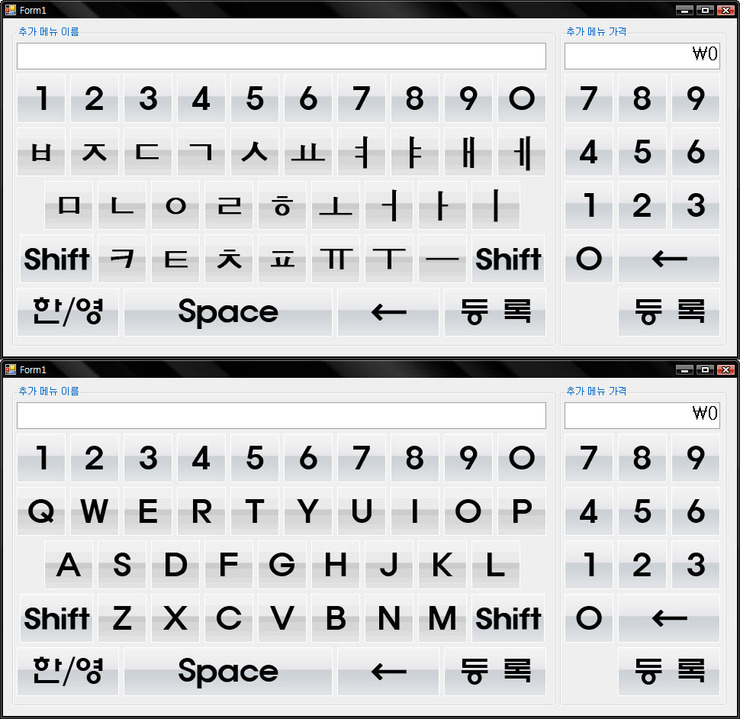 Form1
추가 메뉴 이름
추가 메뉴 가격
₩0
1 2 3 4 5 6 7 8 9 0
7 8 9
ㅂ ㅈ ㄷ ㄱ ㅅ ㅛ ㅕ ㅑ ㅐ ㅔ
4 5 6
ㅁ ㄴ ㅇ ㄹ ㅎ ㅗ ㅓ ㅏ ㅣ
1 2 3
Shift ㅋ ㅌ ㅊ ㅍ ㅠ ㅜ ㅡ Shift
0 ←
한/영 Space ← 등 록
등 록
Form1
추가 메뉴 이름
추가 메뉴 가격
₩0
1 2 3 4 5 6 7 8 9 0
7 8 9
Q W E R T Y U I O P
4 5 6
A S D F G H J K L
1 2 3
Shift Z X C V B N M Shift
0 ←
한/영 Space ← 등 록
등 록